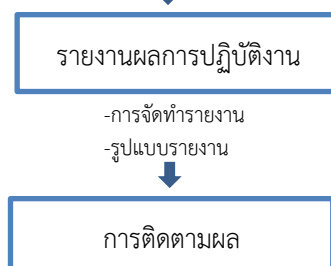 รายงานผลการปฏิบัติงาน
-การจัดทำรายงาน
-รูปแบบรายงาน
การติดตามผล